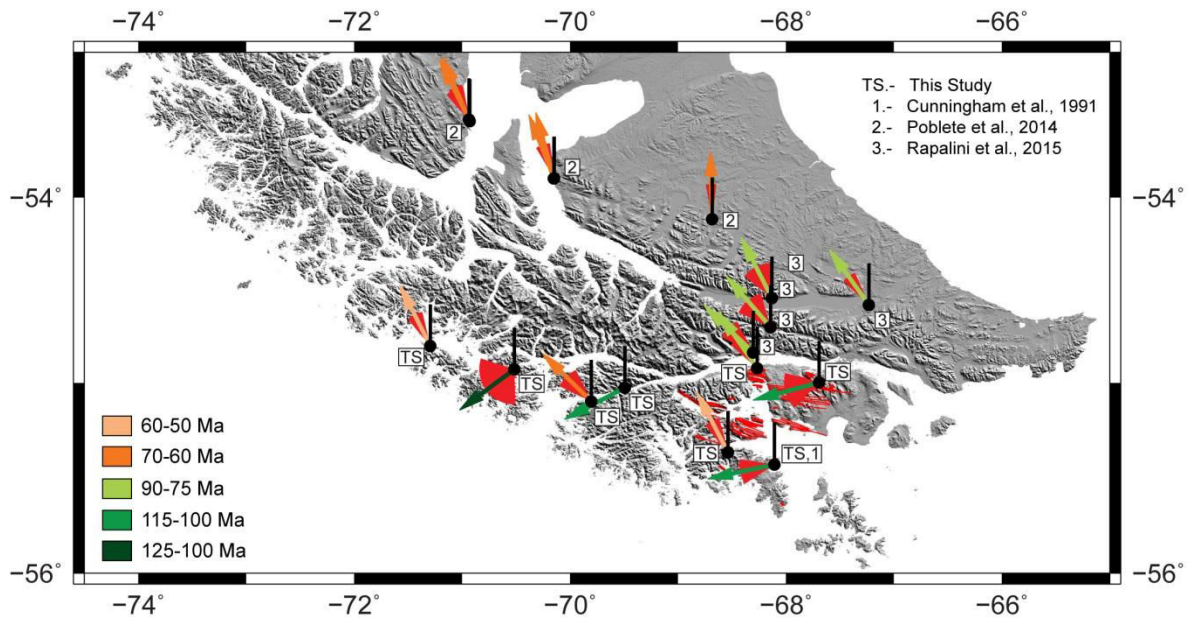 −74° −72° −70° −68° −66°
TS.- This Study
1.- Cunningham et al., 1991
2.- Poblete et al., 2014
3.- Rapalini et al., 2015
2
2
−54° −54°
2
3
3
3
3
TS
TS
TS
TS
TS
TS
TS
TS,1
60-50 Ma
70-60 Ma
90-75 Ma
115-100 Ma
125-100 Ma
−56° −56°
−74° −72° −70° −68° −66°